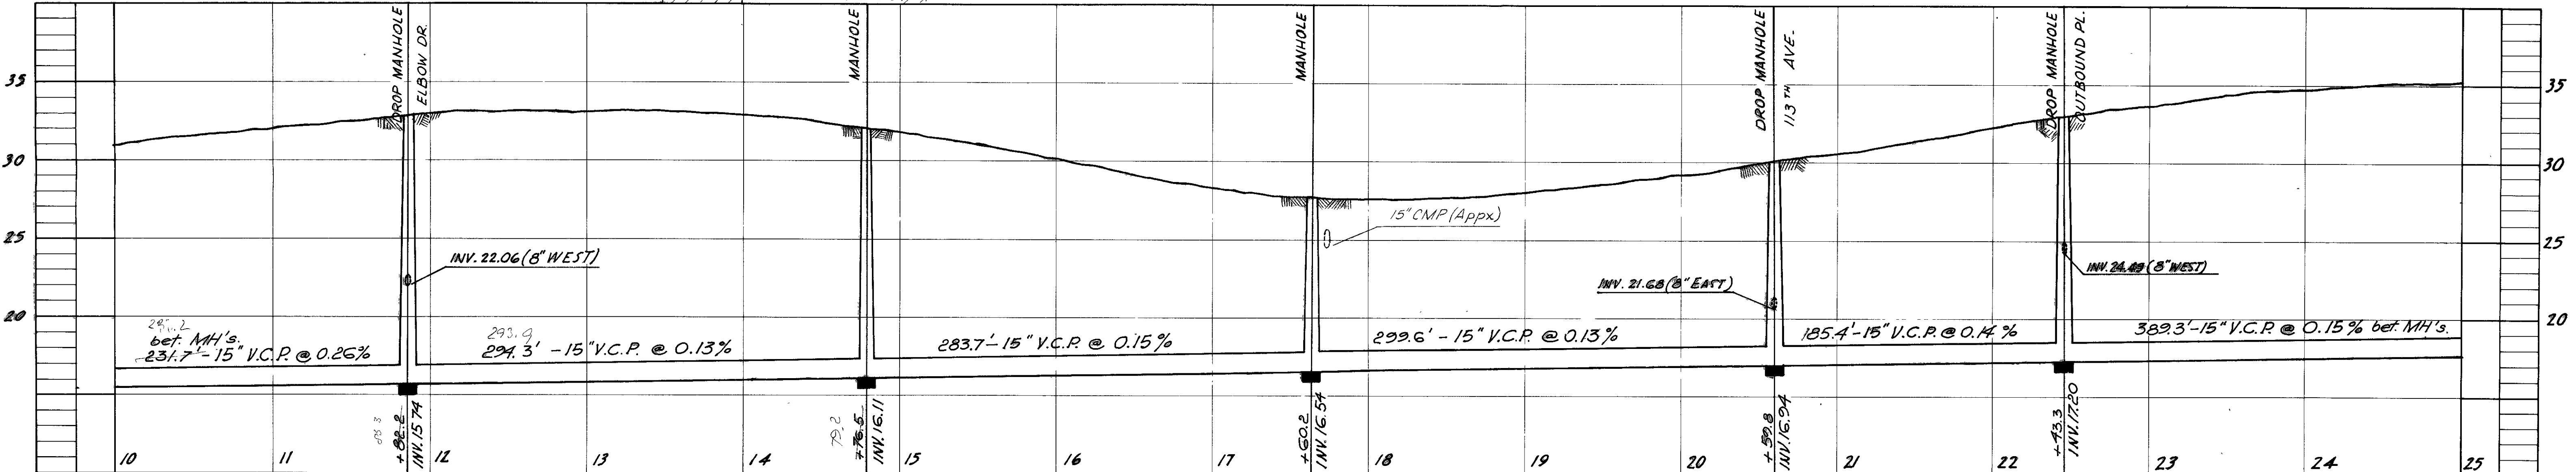 DROP MANHOLE
ELBOW DR.
MANHOLE
MANHOLE
DROP MANHOLE
113TH AVE.
DROP MANHOLE
OUTBOUND PL.
35
35
30
30
25
25
20
20
15" CMP (Appx)
INV. 22.06 (8" WEST)
INV. 21.68 (8" EAST)
INV. 24.49 (8" WEST)
bet. MH's.
231.7' - 15" V.C.P. @ 0.26%
293.9
294.3' - 15" V.C.P. @ 0.13%
283.7' - 15" V.C.P. @ 0.15%
299.6' - 15" V.C.P. @ 0.13%
185.4' - 15" V.C.P. @ 0.14%
389.3' - 15" V.C.P. @ 0.15% bet. MH's.
+82.2
INV. 15.74
79.2
+76.5
INV. 16.11
+60.2
INV. 16.54
+59.8
INV. 16.94
+43.3
INV. 17.20
10 11 12 13 14 15 16 17 18 19 20 21 22 23 24 25